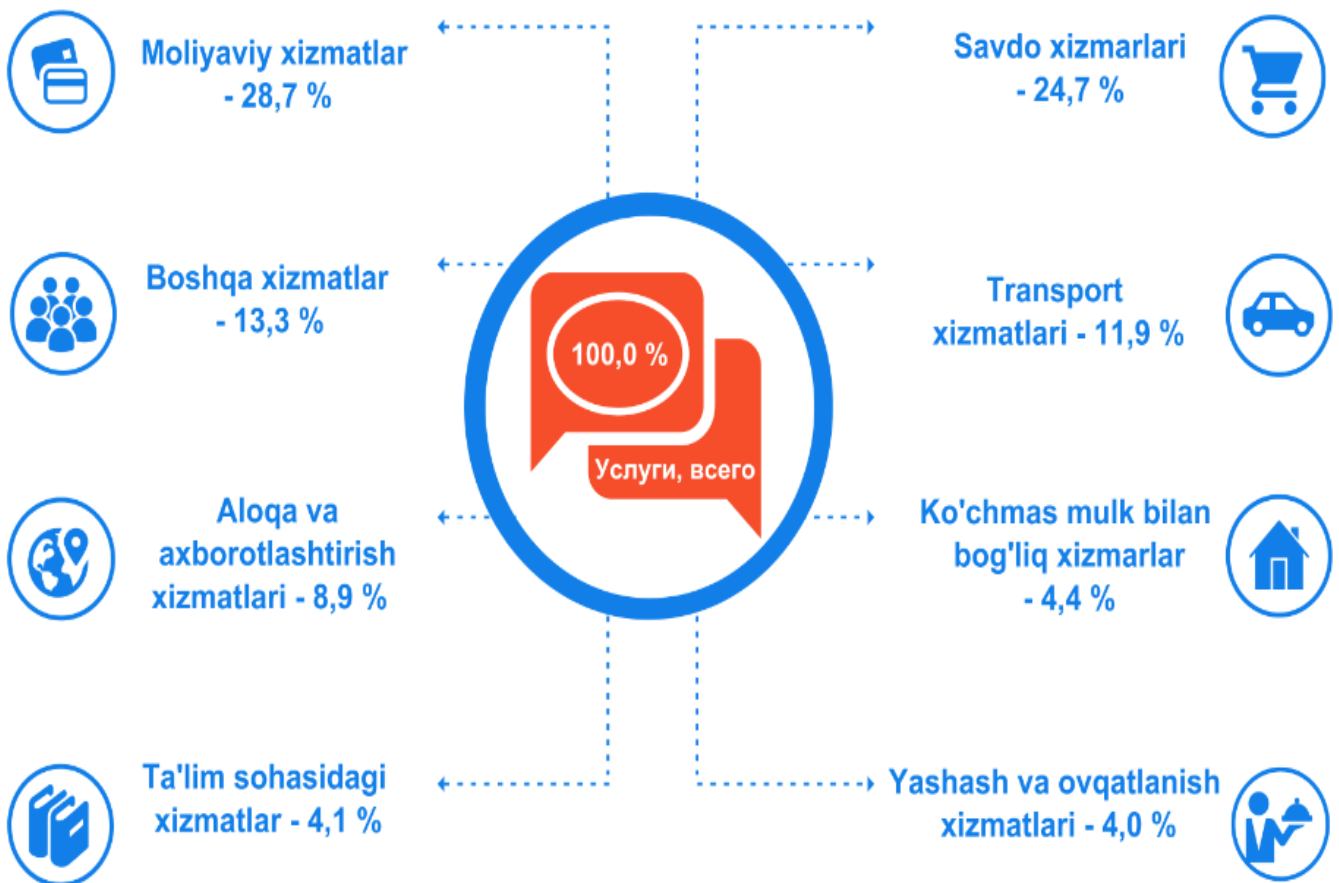 Moliyaviy xizmatlar
- 28,7 %
Savdo xizmarlari
- 24,7 %
Boshqa xizmatlar
- 13,3 %
Transport
xizmatlari - 11,9 %
100,0 %
Услуги, всего
Aloqa va
axborotlashtirish
xizmatlari - 8,9 %
Ko'chmas mulk bilan
bog'liq xizmarlar
- 4,4 %
Ta'lim sohasidagi
xizmatlar - 4,1 %
Yashash va ovqatlanish
xizmatlari - 4,0 %